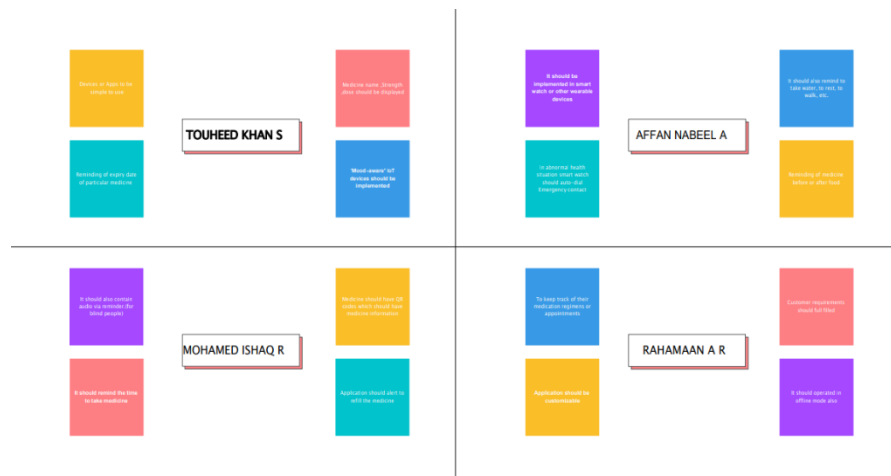 Devices or Apps to be
simple to use
Medicine name, Strength
alone should be displayed
TOUHEED KHAN S
Reminding of expiry date
of particular medicine
'Mood-aware' IoT
devices should be
implemented
It should be
implemented in smart
watch or other wearable
devices
It should also remind to
take water, to rest, to
walk, etc.
AFFAN NABEEL A
In abnormal health
situation smart watch
should auto-dial
Emergency contact
Reminding of medicine
before or after food
It should also contain
audio via reminder (for
blind people)
Medicine should have QR
codes which should have
medicine information
MOHAMED ISHAQ R
It should remind the time
to take medicine
Application should alert to
refill the medicine
To keep track of their
medication regimens or
appointments
Customer requirements
should full filled
RAHAMAAN A R
Application should be
customizable
It should operated in
offline mode also